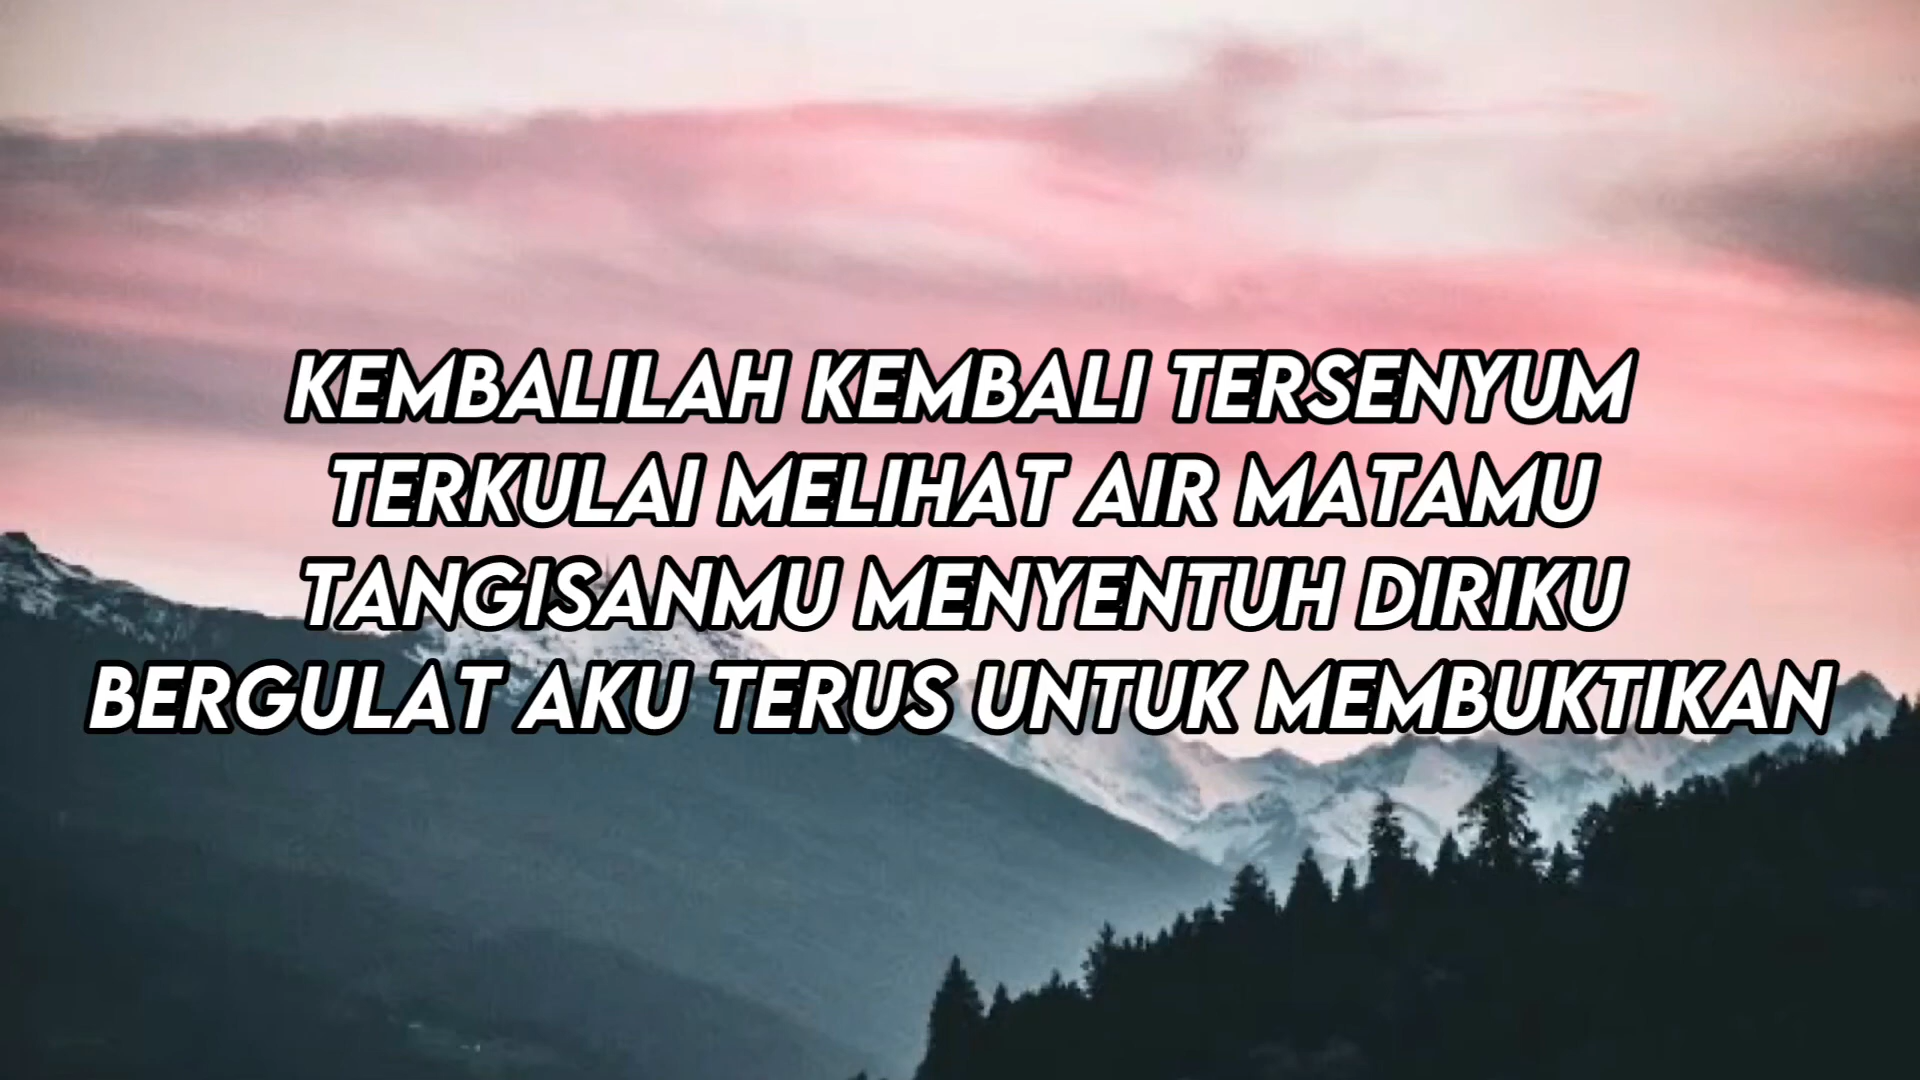 KEMBALILAH KEMBALI TERSENYUM
TERKULAI MELIHAT AIR MATAMU
TANGISANMU MENYENTUH DIRIKU
BERGULAT AKU TERUS UNTUK MEMBUKTIKAN